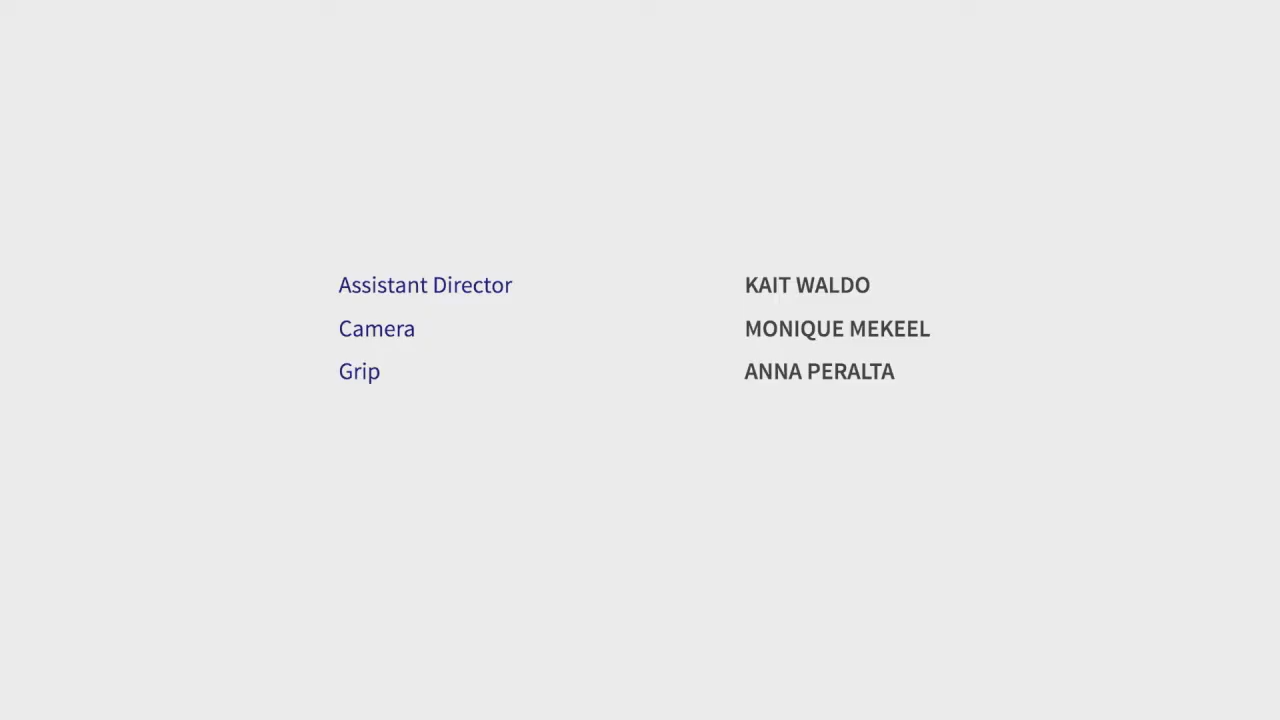 Assistant Director KAIT WALDO
Camera MONIQUE MEKEEL
Grip ANNA PERALTA